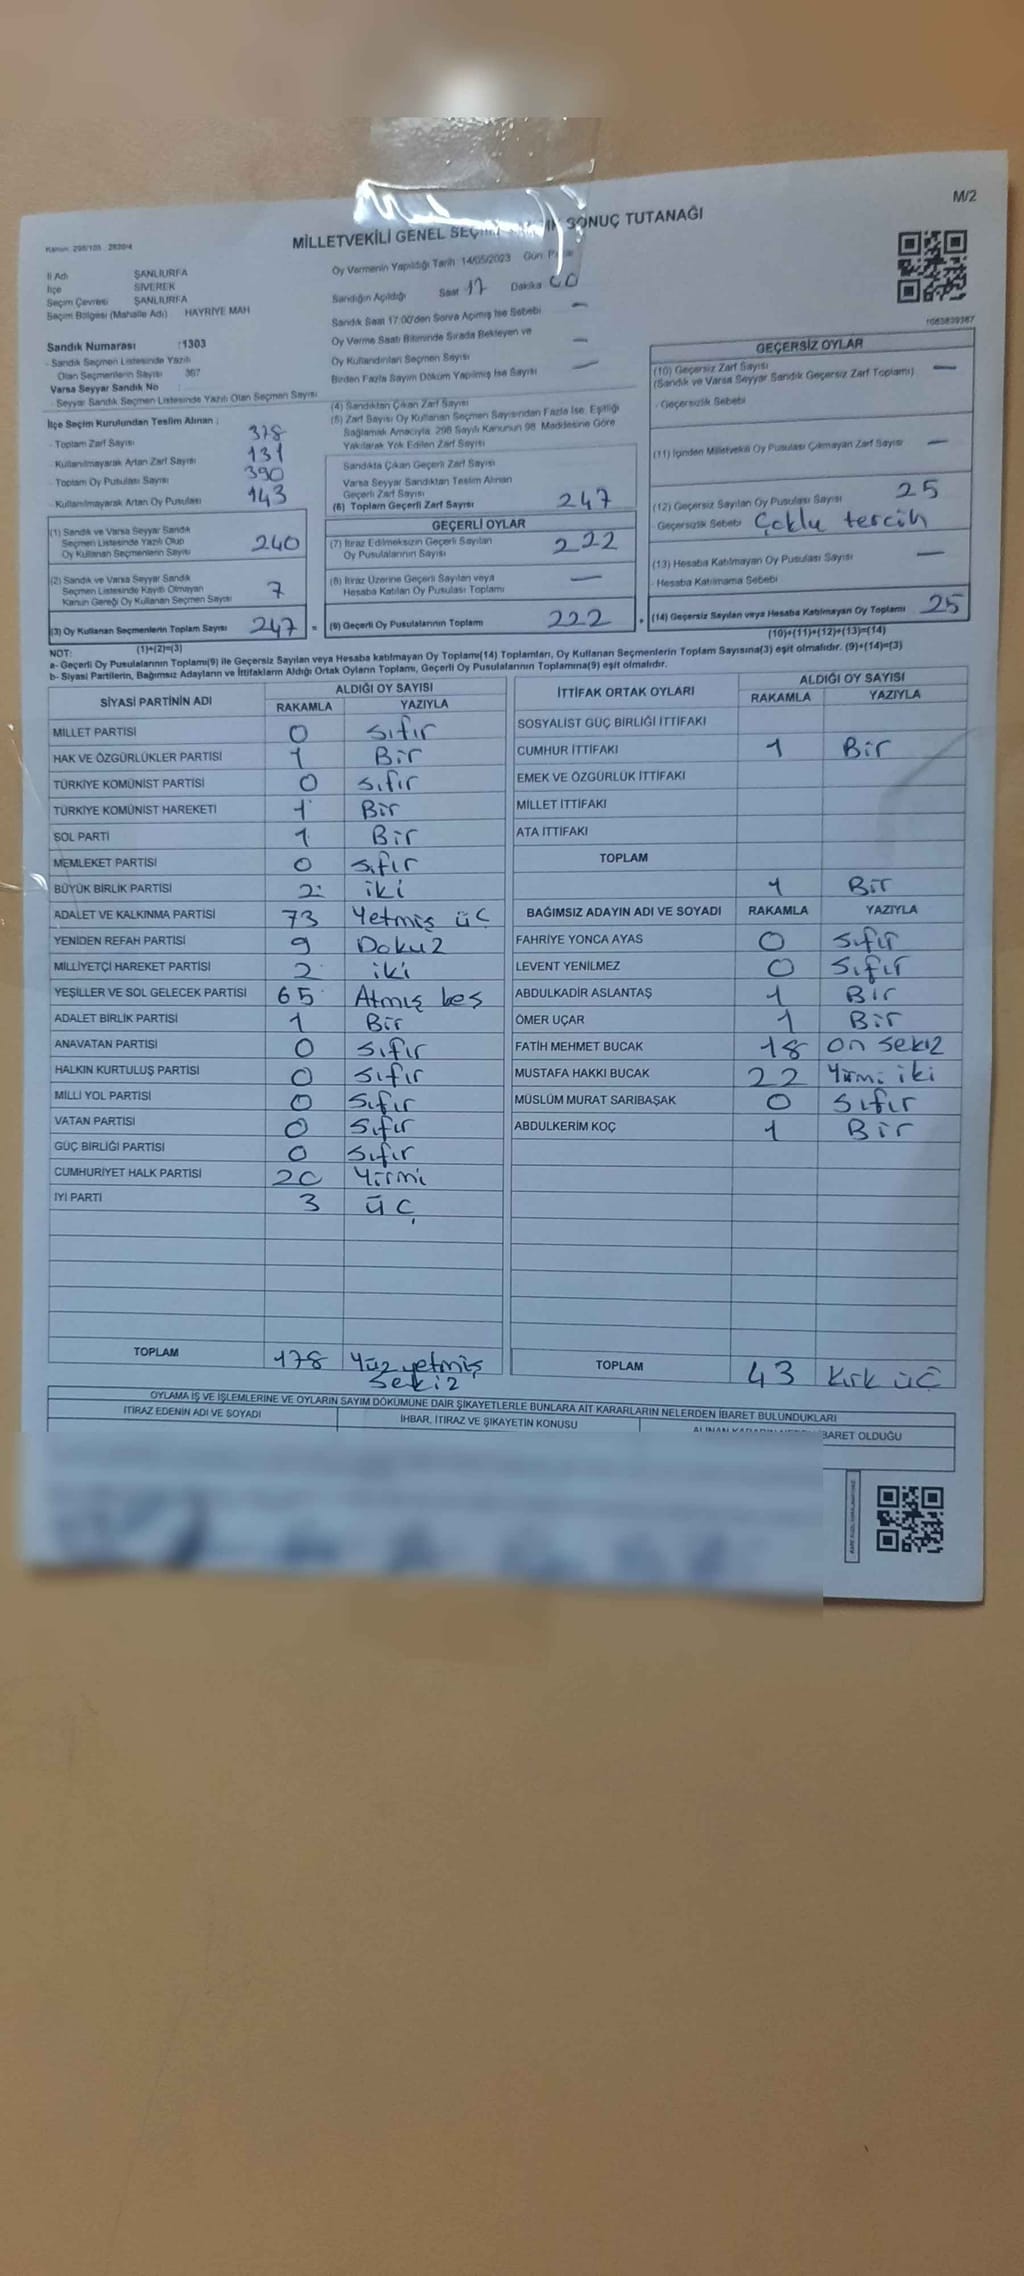 M/2
MİLLETVEKİLİ GENEL SEÇİ SONUÇ TUTANAĞI
İl Adı ŞANLIURFA
İlçe SİVEREK
Seçim Çevresi ŞANLIURFA
Seçim Bölgesi (Mahalle Adı) HAYRİYE MAH
Sandık Numarası :1303
- Sandık Seçmen Listesinde Yazılı
Olan Seçmenlerin Sayısı 367
Varsa Seyyar Sandık No
- Seyyar Sandık Seçmen Listesinde Yazılı Olan Seçmen Sayısı
Oy Vermenin Yapıldığı Tarih 14/05/2023 Gün
Sandığın Açıldığı Saat 17 Dakika 00
Sandık Saat 17:00'den Sonra Açılmış İse Sebebi —
Oy Verme Saati Bitiminde Sırada Bekleyen ve
Oy Kullandırılan Seçmen Sayısı —
Birden Fazla Sayım Döküm Yapılmış İse Sayısı —
İlçe Seçim Kurulundan Teslim Alınan ;
- Toplam Zarf Sayısı 378
- Kullanılmayarak Artan Zarf Sayısı 131
- Toplam Oy Pusulası Sayısı 390
- Kullanılmayarak Artan Oy Pusulası 143
(1) Sandık ve Varsa Seyyar Sandık
Seçmen Listesinde Yazılı Olup
Oy Kullanan Seçmenlerin Sayısı 240
(2) Sandık ve Varsa Seyyar Sandık
Seçmen Listesinde Kayıtlı Olmayan
Kanun Gereği Oy Kullanan Seçmen Sayısı 7
(3) Oy Kullanan Seçmenlerin Toplam Sayısı 247
(1)+(2)=(3)
(4) Sandıktan Çıkan Zarf Sayısı
(5) Zarf Sayısı Oy Kullanan Seçmen Sayısından Fazla İse, Eşitliği
Sağlamak Amacıyla, 298 Sayılı Kanunun 98. Maddesine Göre
Yakılarak Yok Edilen Zarf Sayısı
Sandıkta Çıkan Geçerli Zarf Sayısı
Varsa Seyyar Sandıktan Teslim Alınan
Geçerli Zarf Sayısı
(6) Toplam Geçerli Zarf Sayısı 247
GEÇERLİ OYLAR
(7) İtiraz Edilmeksizin Geçerli Sayılan
Oy Pusulalarının Sayısı 222
(8) İtiraz Üzerine Geçerli Sayılan veya
Hesaba Katılan Oy Pusulası Toplamı —
= (9) Geçerli Oy Pusulalarının Toplamı 222
GEÇERSİZ OYLAR
(10) Geçersiz Zarf Sayısı —
(Sandık ve Varsa Seyyar Sandık Geçersiz Zarf Toplamı)
- Geçersizlik Sebebi
(11) İçinden Milletvekili Oy Pusulası Çıkmayan Zarf Sayısı —
(12) Geçersiz Sayılan Oy Pusulası Sayısı 25
- Geçersizlik Sebebi Çoklu tercih
(13) Hesaba Katılmayan Oy Pusulası Sayısı —
- Hesaba Katılmama Sebebi
+ (14) Geçersiz Sayılan veya Hesaba Katılmayan Oy Toplamı 25
(10)+(11)+(12)+(13)=(14)
NOT:
a- Geçerli Oy Pusulalarının Toplamı(9) ile Geçersiz Sayılan veya Hesaba katılmayan Oy Toplamı(14) Toplamları, Oy Kullanan Seçmenlerin Toplam Sayısına(3) eşit olmalıdır. (9)+(14)=(3)
b- Siyasi Partilerin, Bağımsız Adayların ve İttifakların Aldığı Ortak Oyların Toplamı, Geçerli Oy Pusulalarının Toplamına(9) eşit olmalıdır.
SİYASİ PARTİNİN ADI ALDIĞI OY SAYISI
RAKAMLA YAZIYLA
MİLLET PARTİSİ 0 sıfır
HAK VE ÖZGÜRLÜKLER PARTİSİ 1 Bir
TÜRKİYE KOMÜNİST PARTİSİ 0 sıfır
TÜRKİYE KOMÜNİST HAREKETİ 1 Bir
SOL PARTİ 1 Bir
MEMLEKET PARTİSİ 0 sıfır
BÜYÜK BİRLİK PARTİSİ 2 iki
ADALET VE KALKINMA PARTİSİ 73 Yetmiş üç
YENİDEN REFAH PARTİSİ 9 Dokuz
MİLLİYETÇİ HAREKET PARTİSİ 2 iki
YEŞİLLER VE SOL GELECEK PARTİSİ 65 Atmış beş
ADALET BİRLİK PARTİSİ 1 Bir
ANAVATAN PARTİSİ 0 sıfır
HALKIN KURTULUŞ PARTİSİ 0 sıfır
MİLLİ YOL PARTİSİ 0 sıfır
VATAN PARTİSİ 0 sıfır
GÜÇ BİRLİĞİ PARTİSİ 0 sıfır
CUMHURİYET HALK PARTİSİ 20 Yirmi
İYİ PARTİ 3 üç
TOPLAM 178 Yüz yetmiş
sekiz
İTTİFAK ORTAK OYLARI ALDIĞI OY SAYISI
RAKAMLA YAZIYLA
SOSYALİST GÜÇ BİRLİĞİ İTTİFAKI
CUMHUR İTTİFAKI 1 Bir
EMEK VE ÖZGÜRLÜK İTTİFAKI
MİLLET İTTİFAKI
ATA İTTİFAKI
TOPLAM
1 Bir
BAĞIMSIZ ADAYIN ADI VE SOYADI RAKAMLA YAZIYLA
FAHRİYE YONCA AYAS 0 sıfır
LEVENT YENİLMEZ 0 sıfır
ABDULKADİR ASLANTAŞ 1 Bir
ÖMER UÇAR 1 Bir
FATİH MEHMET BUCAK 18 on sekiz
MUSTAFA HAKKI BUCAK 22 Yirmi iki
MÜSLÜM MURAT SARIBAŞAK 0 sıfır
ABDULKERİM KOÇ 1 Bir
TOPLAM 43 Kırk üç
OYLAMA İŞ VE İŞLEMLERİNE VE OYLARIN SAYIM DÖKÜMÜNE DAİR ŞİKAYETLERLE BUNLARA AİT KARARLARIN NELERDEN İBARET BULUNDUKLARI
İTİRAZ EDENİN ADI VE SOYADI İHBAR, İTİRAZ VE ŞİKAYETİN KONUSU BARET OLDUĞU